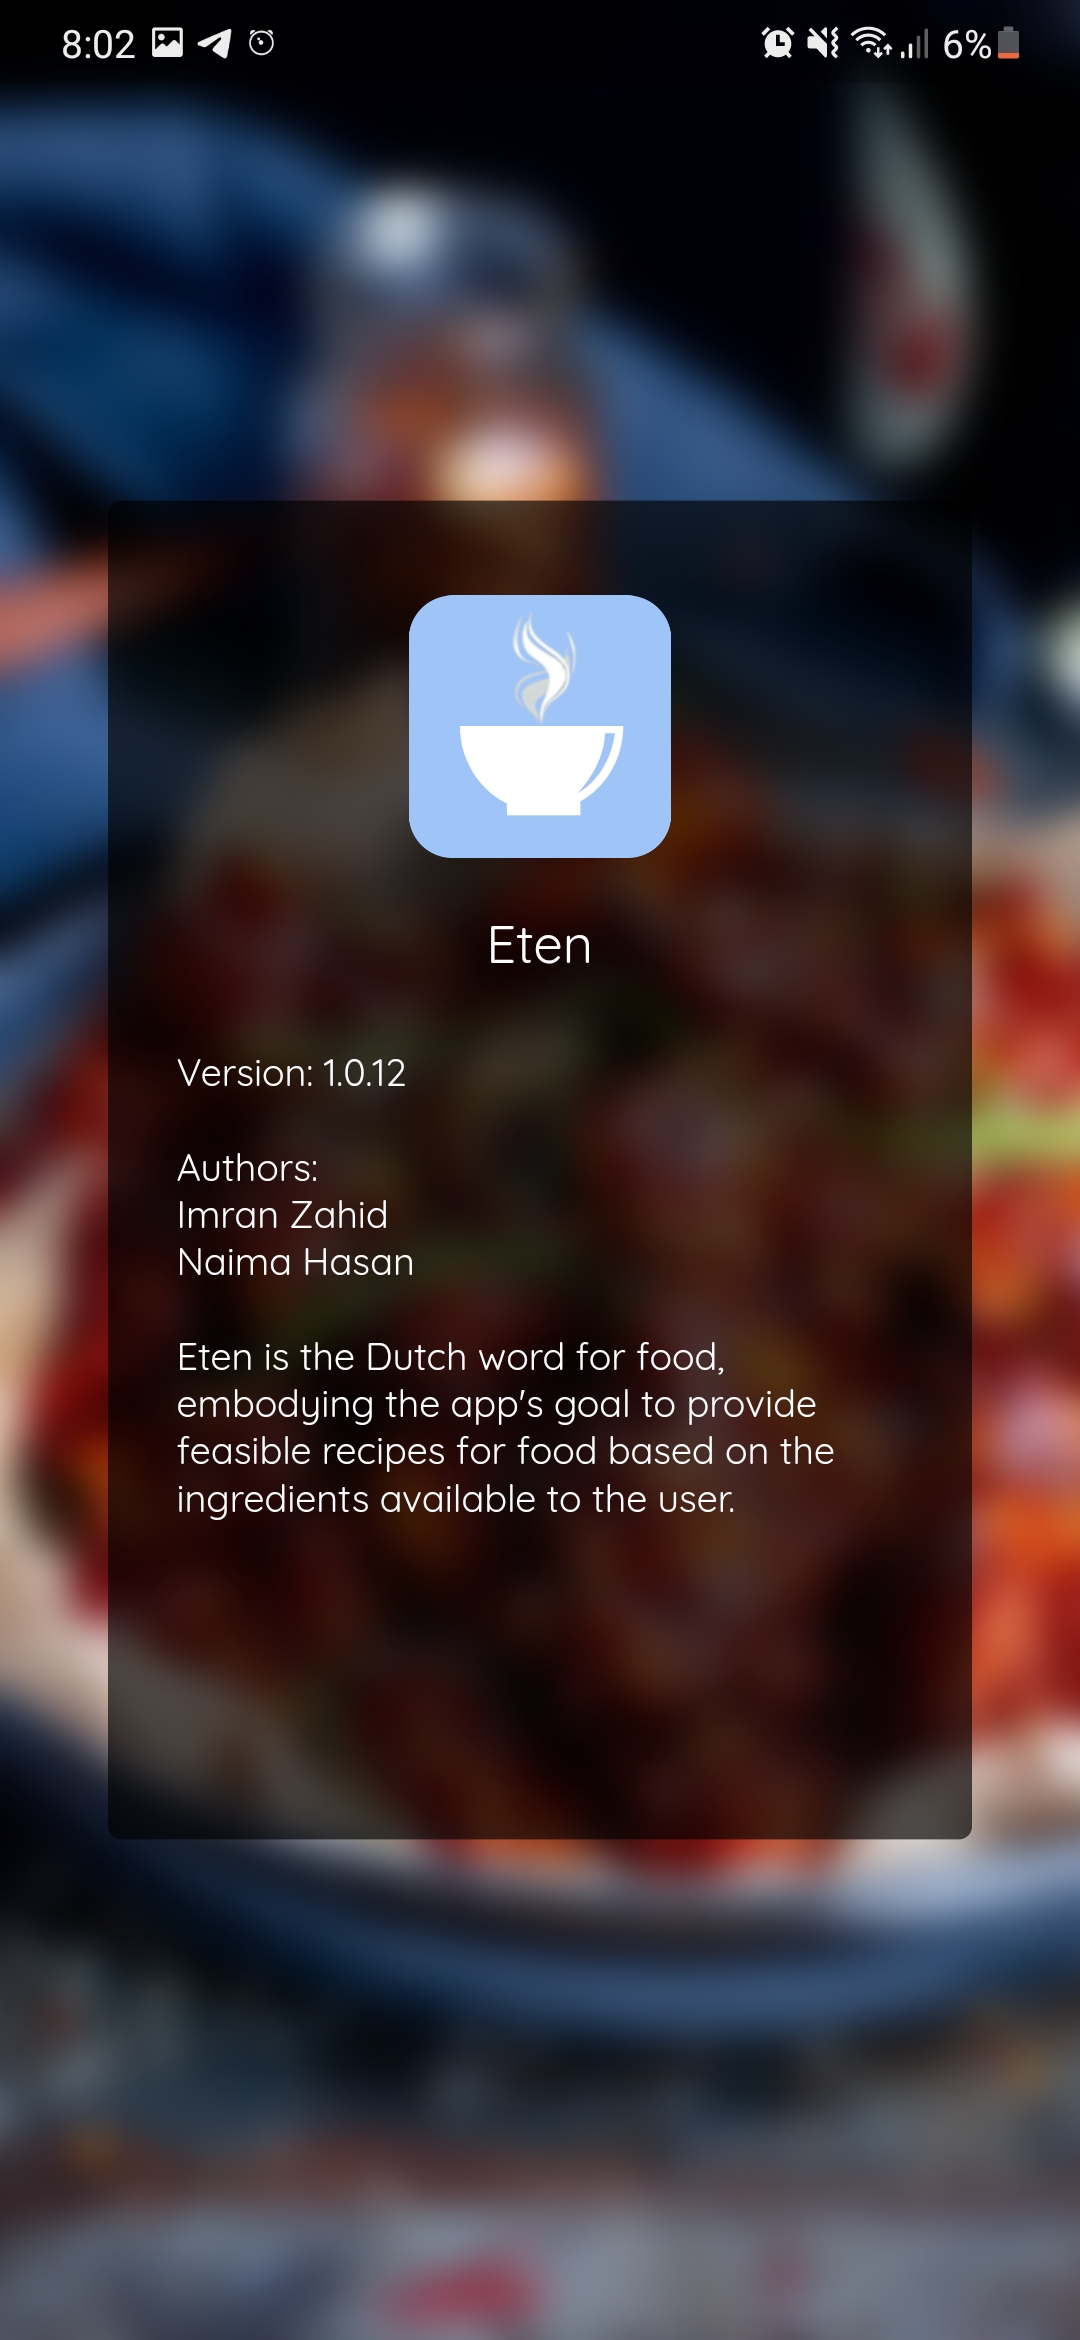 8:02 6%
Eten
Version: 1.0.12
Authors:
Imran Zahid
Naima Hasan
Eten is the Dutch word for food,
embodying the app's goal to provide
feasible recipes for food based on the
ingredients available to the user.